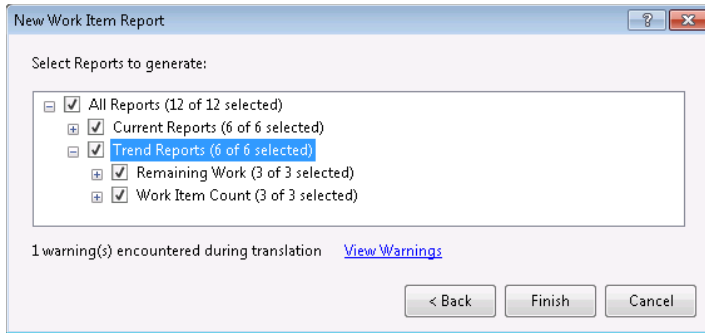 New Work Item Report
Select Reports to generate:
All Reports (12 of 12 selected)
Current Reports (6 of 6 selected)
Trend Reports (6 of 6 selected)
Remaining Work (3 of 3 selected)
Work Item Count (3 of 3 selected)
1 warning(s) encountered during translation View Warnings
< Back Finish Cancel